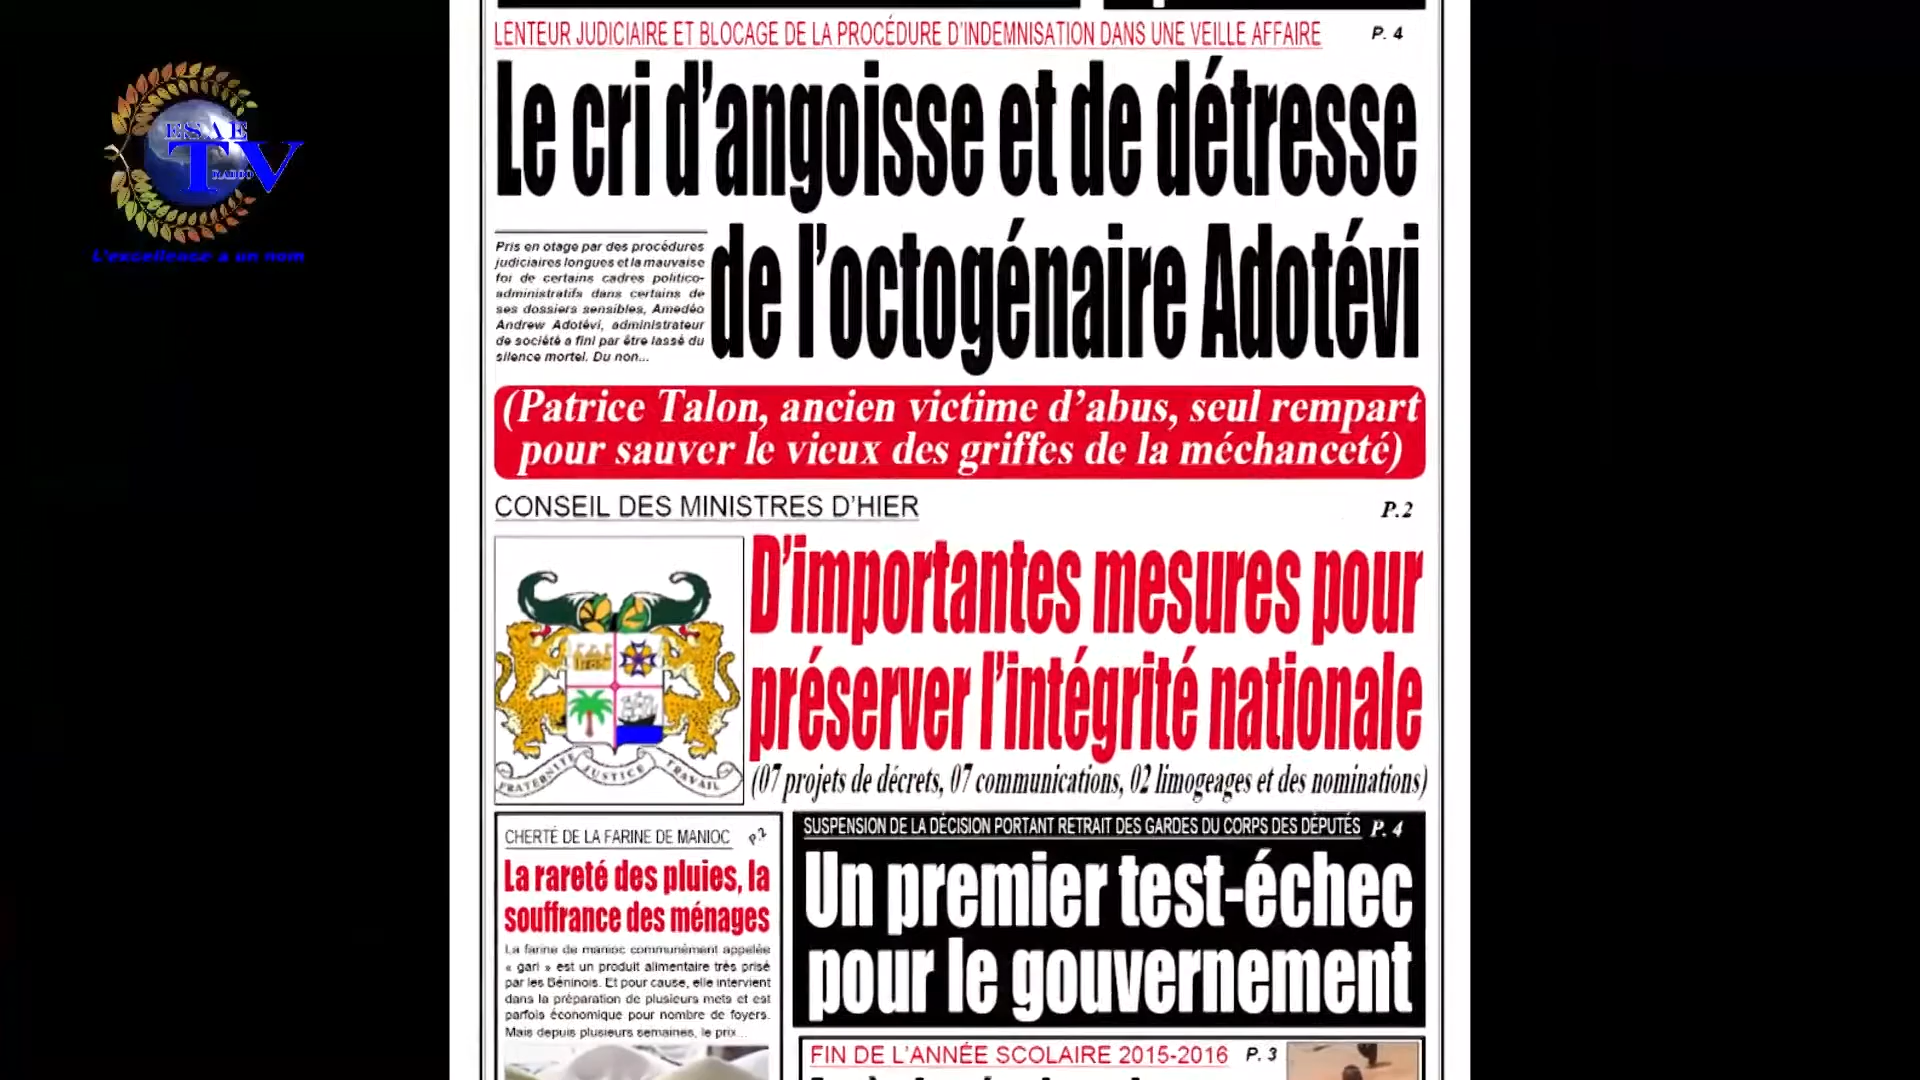 ESAE
TV
RADIO
L'excellence a un nom
LENTEUR JUDICIAIRE ET BLOCAGE DE LA PROCÉDURE D'INDEMNISATION DANS UNE VEILLE AFFAIRE
P. 4
Le cri d'angoisse et de détresse
de l'octogénaire Adotévi
Pris en otage par des procédures
judiciaires longues et la mauvaise
foi de certains cadres politico-
administratifs dans certains de
ses dossiers sensibles, Amedéo
Andrew Adotévi, administrateur
de société a fini par être lassé du
silence mortel. Du non...
(Patrice Talon, ancien victime d'abus, seul rempart
pour sauver le vieux des griffes de la méchanceté)
CONSEIL DES MINISTRES D'HIER
P.2
D'importantes mesures pour
préserver l'intégrité nationale
(07 projets de décrets, 07 communications, 02 limogeages et des nominations)
FRATERNITE JUSTICE TRAVAIL
CHERTÉ DE LA FARINE DE MANIOC
P.2
La rareté des pluies, la
souffrance des ménages
La farine de manioc communément appelée
« gari » est un produit alimentaire très prisé
par les Béninois. Et pour cause, elle intervient
dans la préparation de plusieurs mets et est
parfois économique pour nombre de foyers.
Mais depuis plusieurs semaines, le prix...
SUSPENSION DE LA DÉCISION PORTANT RETRAIT DES GARDES DU CORPS DES DÉPUTÉS
P. 4
Un premier test-échec
pour le gouvernement
FIN DE L'ANNÉE SCOLAIRE 2015-2016
P. 3